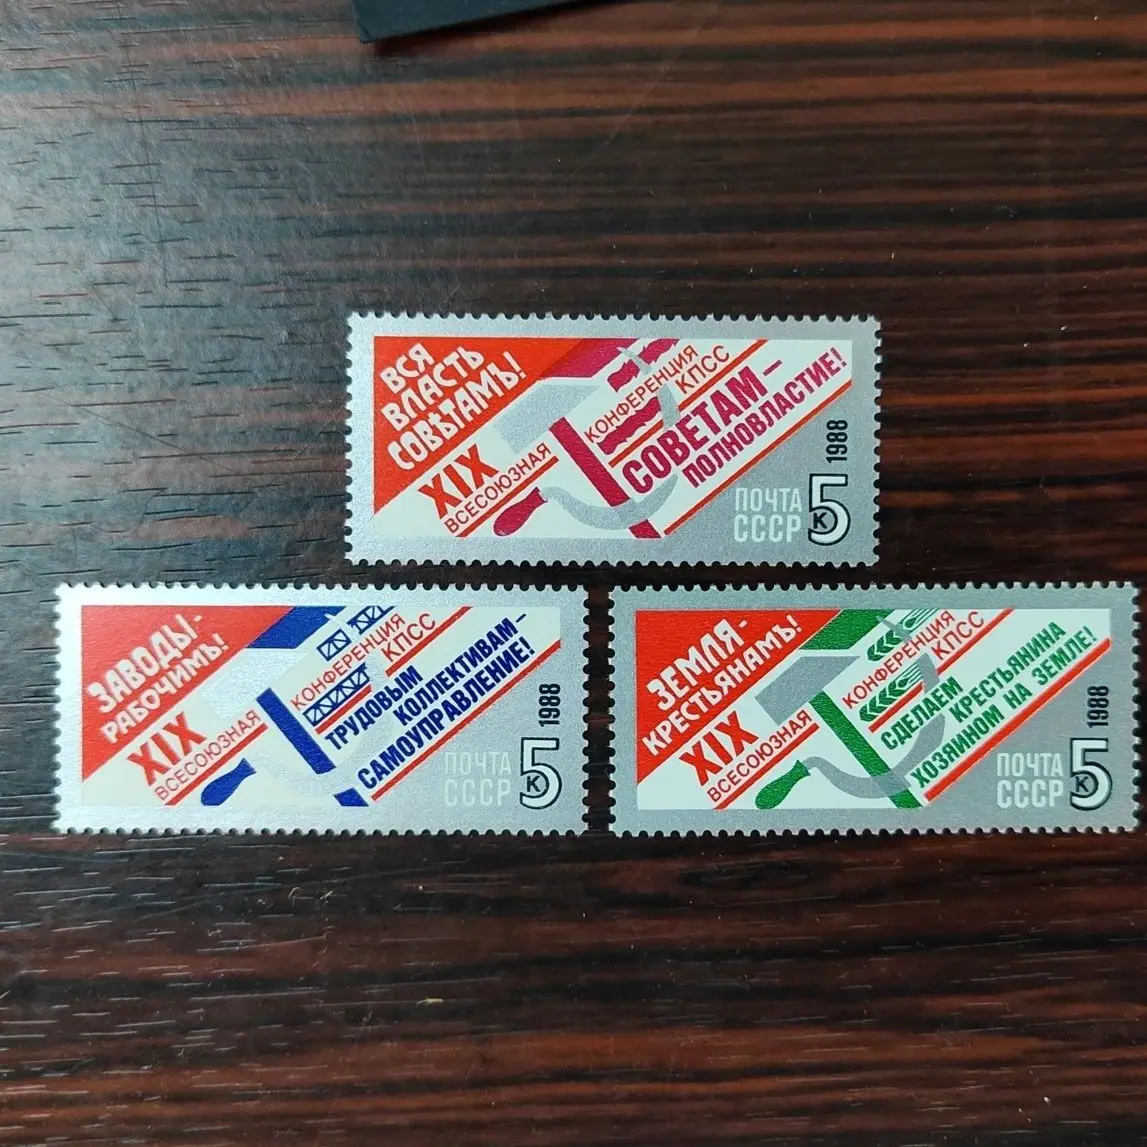 ВСЯ
ВЛАСТЬ
СОВѢТАМЪ!
XIX
ВСЕСОЮЗНАЯ
КОНФЕРЕНЦИЯ
КПСС
СОВЕТАМ –
ПОЛНОВЛАСТИЕ!
1988
ПОЧТА
СССР
5
К
ЗАВОДЫ-
РАБОЧИМЪ!
XIX
ВСЕСОЮЗНАЯ
КОНФЕРЕНЦИЯ
КПСС
ТРУДОВЫМ
КОЛЛЕКТИВАМ –
САМОУПРАВЛЕНИЕ!
1988
ПОЧТА
СССР
5
К
ЗЕМЛЯ-
КРЕСТЬЯНАМЪ!
XIX
ВСЕСОЮЗНАЯ
КОНФЕРЕНЦИЯ
КПСС
СДЕЛАЕМ
КРЕСТЬЯНИНА
ХОЗЯИНОМ НА ЗЕМЛЕ!
1988
ПОЧТА
СССР
5
К